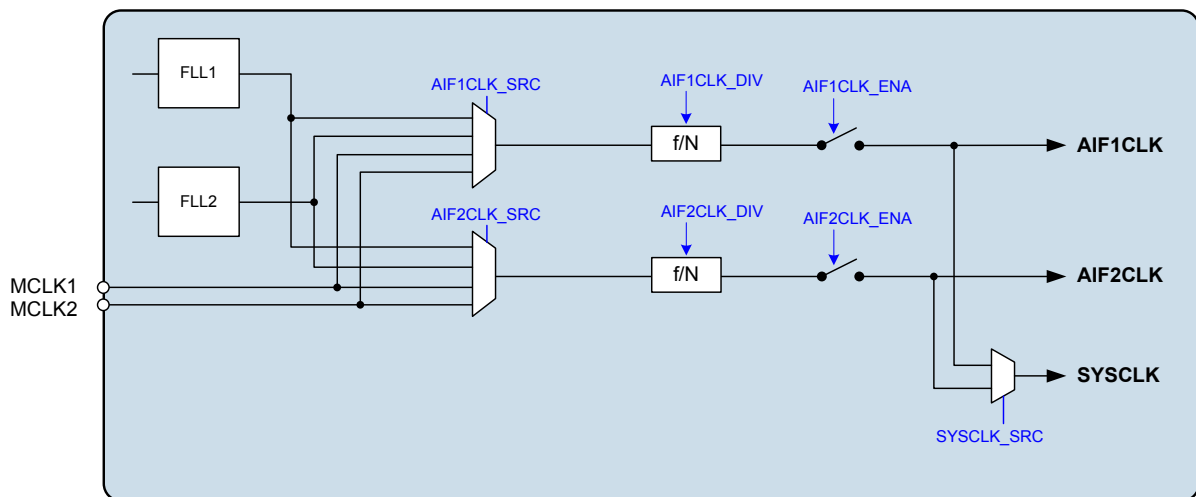 FLL1
AIF1CLK_SRC
AIF1CLK_DIV
AIF1CLK_ENA
f/N
AIF1CLK
FLL2
AIF2CLK_SRC
AIF2CLK_DIV
AIF2CLK_ENA
f/N
AIF2CLK
MCLK1
MCLK2
SYSCLK
SYSCLK_SRC